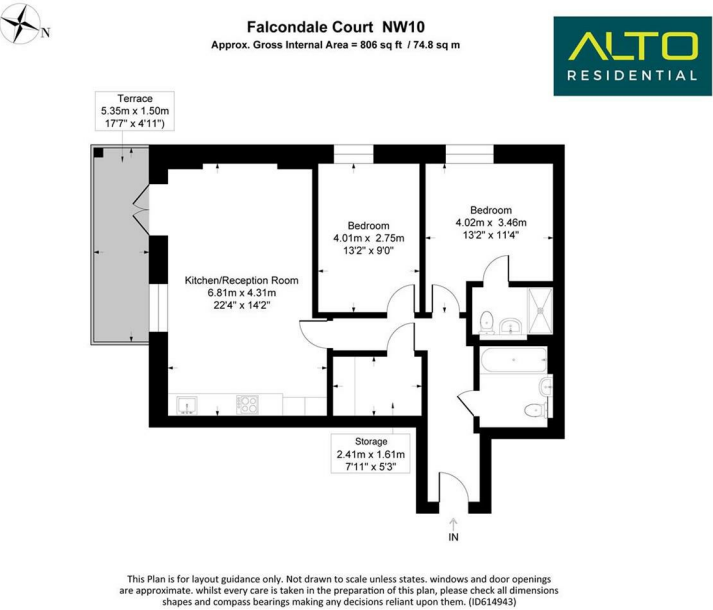 N
Falcondale Court NW10
Approx. Gross Internal Area = 806 sq ft / 74.8 sq m
ALTO
RESIDENTIAL
Terrace
5.35m x 1.50m
17'7" x 4'11")
Bedroom
4.01m x 2.75m
13'2" x 9'0"
Bedroom
4.02m x 3.46m
13'2" x 11'4"
Kitchen/Reception Room
6.81m x 4.31m
22'4" x 14'2"
Storage
2.41m x 1.61m
7'11" x 5'3"
IN
This Plan is for layout guidance only. Not drawn to scale unless states. windows and door openings
are approximate. whilst every care is taken in the preparation of this plan, please check all dimensions
shapes and compass bearings making any decisions reliant upon them. (ID614943)